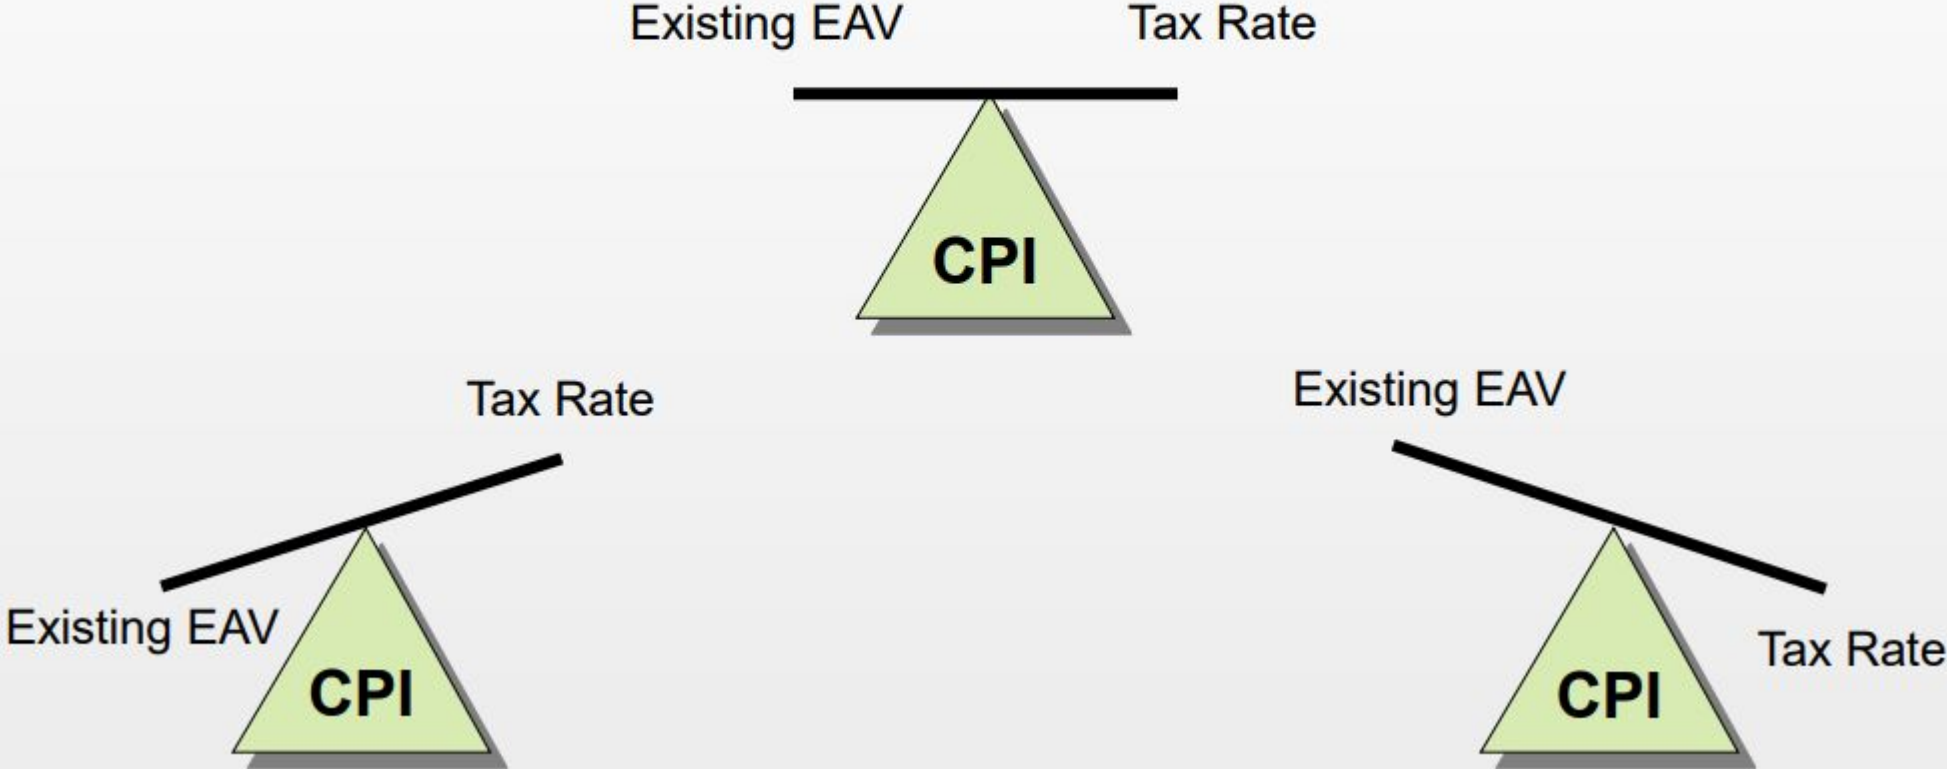 Existing EAV
Tax Rate
CPI
Tax Rate
Existing EAV
CPI
Existing EAV
Tax Rate
CPI